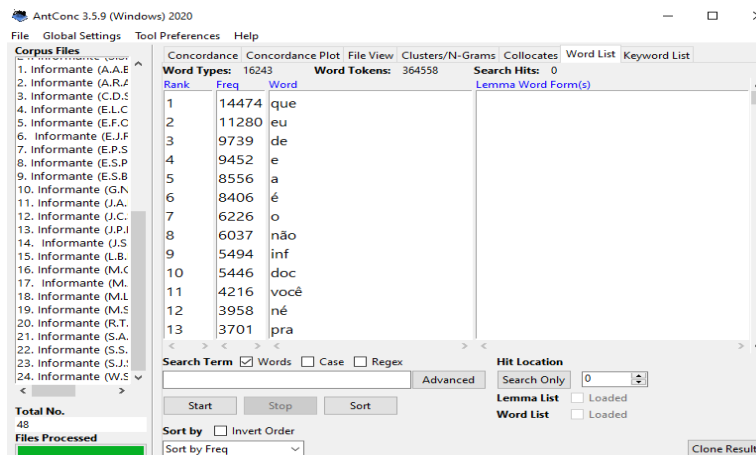 AntConc 3.5.9 (Windows) 2020
File Global Settings Tool Preferences Help
Corpus Files
1. Informante (A.A.E
2. Informante (A.R.A
3. Informante (C.D.S
4. Informante (E.L.C
5. Informante (E.F.C
6. Informante (E.J.F
7. Informante (E.P.S
8. Informante (E.S.P
9. Informante (E.S.B
10. Informante (G.N
11. Informante (J.A.
12. Informante (J.C.
13. Informante (J.P.I
14. Informante (J.S
15. Informante (L.B.
16. Informante (M.C
17. Informante (M.
18. Informante (M.L
19. Informante (M.S
20. Informante (R.T.
21. Informante (S.A.
22. Informante (S.S.
23. Informante (S.J.S
24. Informante (W.S
Total No.
48
Files Processed
Concordance Concordance Plot File View Clusters/N-Grams Collocates Word List Keyword List
Word Types: 16243 Word Tokens: 364558 Search Hits: 0
Rank Freq Word Lemma Word Form(s)
1 14474 que
2 11280 eu
3 9739 de
4 9452 e
5 8556 a
6 8406 é
7 6226 o
8 6037 não
9 5494 inf
10 5446 doc
11 4216 você
12 3958 né
13 3701 pra
Search Term Words Case Regex Hit Location
Advanced Search Only 0
Start Stop Sort Lemma List Loaded
Word List Loaded
Sort by Invert Order
Sort by Freq Clone Result